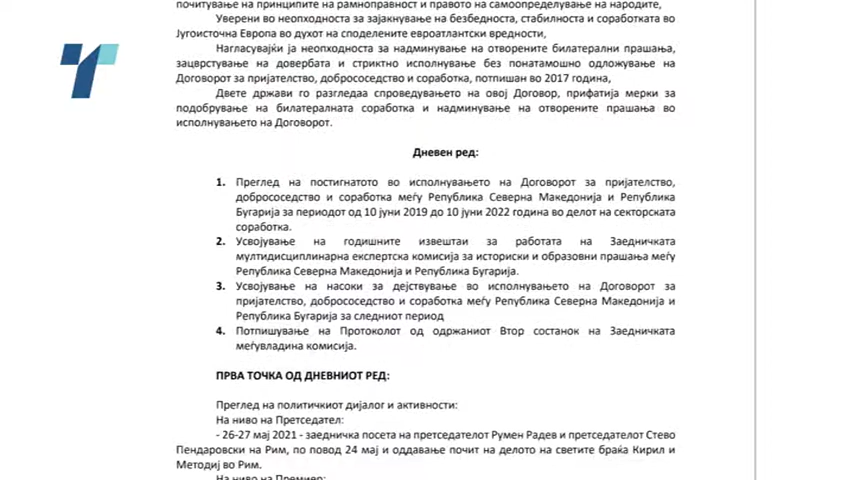 почитување на принципите на рамноправност и правото на самоопределување на народите,
Уверени во неопходноста за зајакнување на безбедноста, стабилноста и соработката во
Југоисточна Европа во духот на споделените евроатлантски вредности,
Нагласувајќи ја неопходноста за надминување на отворените билатерални прашања,
зацврстување на довербата и стриктно исполнување без понатамошно одложување на
Договорот за пријателство, добрососедство и соработка, потпишан во 2017 година,
Двете држави го разгледаа спроведувањето на овој Договор, прифатија мерки за
подобрување на билатералната соработка и надминување на отворените прашања во
исполнувањето на Договорот.
Дневен ред:
1. Преглед на постигнатото во исполнувањето на Договорот за пријателство,
добрососедство и соработка меѓу Република Северна Македонија и Република
Бугарија за периодот од 10 јуни 2019 до 10 јуни 2022 година во делот на секторската
соработка.
2. Усвојување на годишните извештаи за работата на Заедничката
мултидисциплинарна експертска комисија за историски и образовни прашања меѓу
Република Северна Македонија и Република Бугарија.
3. Усвојување на насоки за дејствување во исполнувањето на Договорот за
пријателство, добрососедство и соработка меѓу Република Северна Македонија и
Република Бугарија за следниот период
4. Потпишување на Протоколот од одржаниот Втор состанок на Заедничката
меѓувладина комисија.
ПРВА ТОЧКА ОД ДНЕВНИОТ РЕД:
Преглед на политичкиот дијалог и активности:
На ниво на Претседател:
- 26-27 мај 2021 - заедничка посета на претседателот Румен Радев и претседателот Стево
Пендаровски на Рим, по повод 24 мај и оддавање почит на делото на светите браќа Кирил и
Методиј во Рим.
На ниво на Премиер: